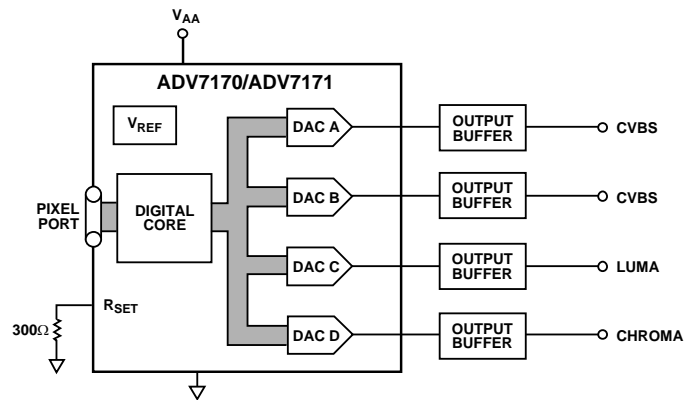 VAA
ADV7170/ADV7171
VREF
DAC A
OUTPUT
BUFFER
CVBS
PIXEL
PORT
DIGITAL
CORE
DAC B
OUTPUT
BUFFER
CVBS
DAC C
OUTPUT
BUFFER
LUMA
RSET
300Ω
DAC D
OUTPUT
BUFFER
CHROMA